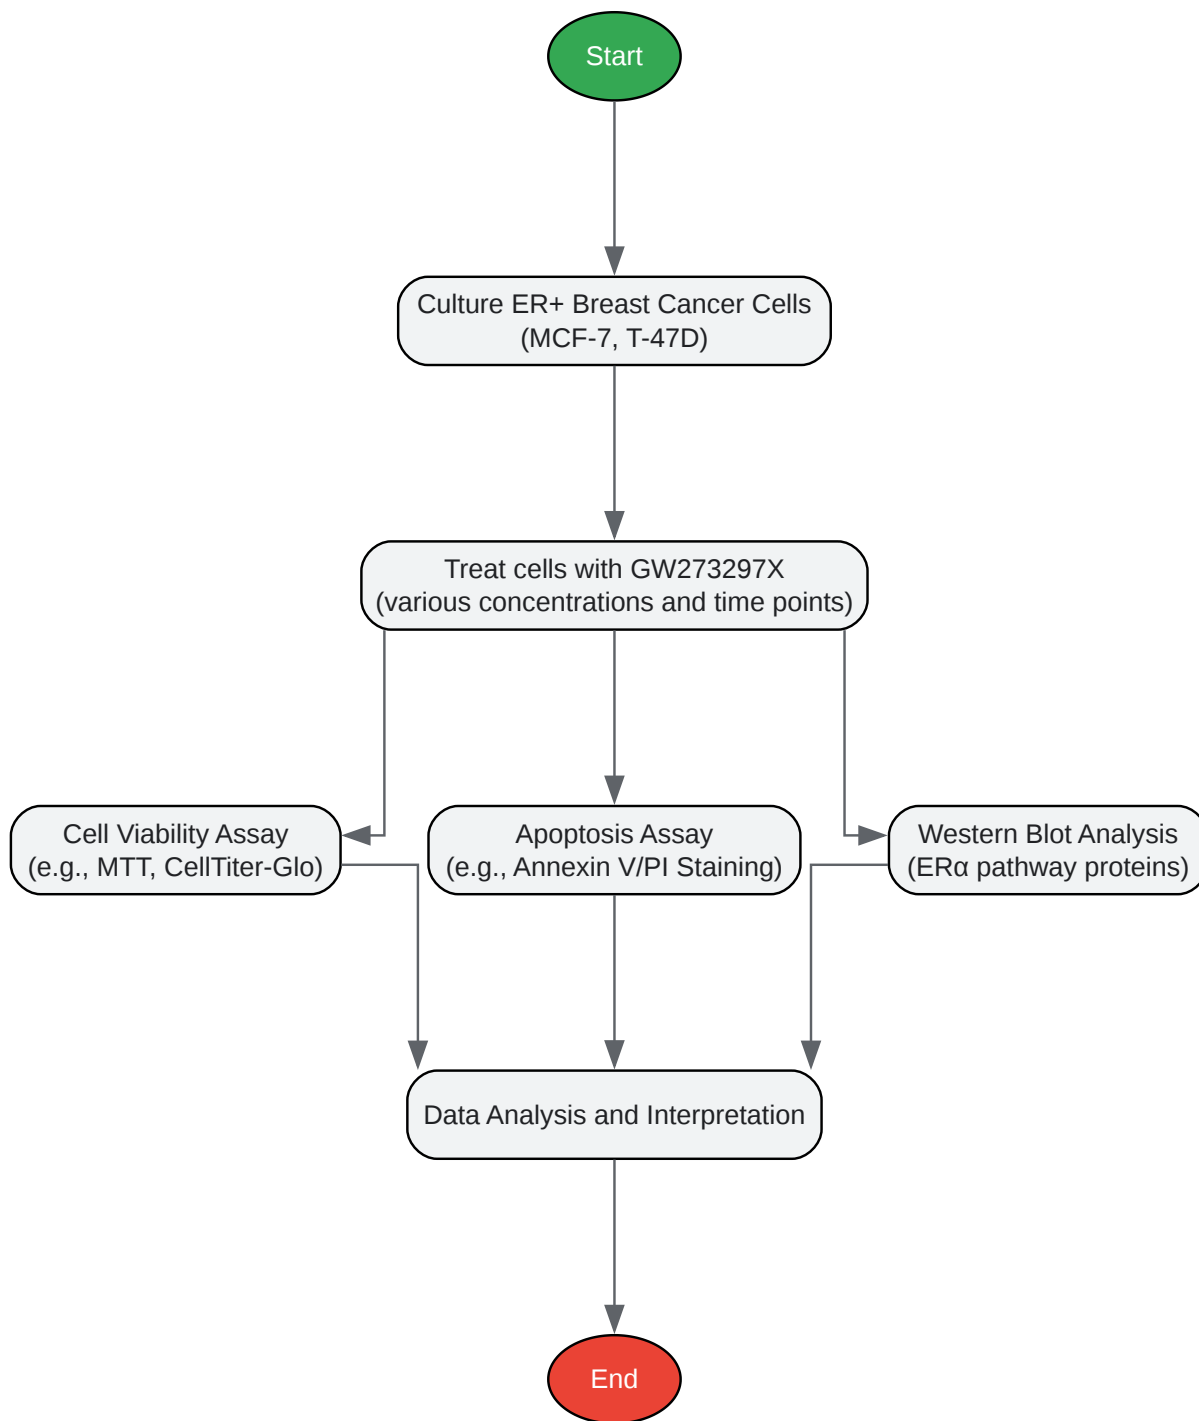 Start
Culture ER+ Breast Cancer Cells
(MCF-7, T-47D)
Treat cells with GW273297X
(various concentrations and time points)
Cell Viability Assay
(e.g., MTT, CellTiter-Glo)
Apoptosis Assay
(e.g., Annexin V/PI Staining)
Western Blot Analysis
(ERα pathway proteins)
Data Analysis and Interpretation
End